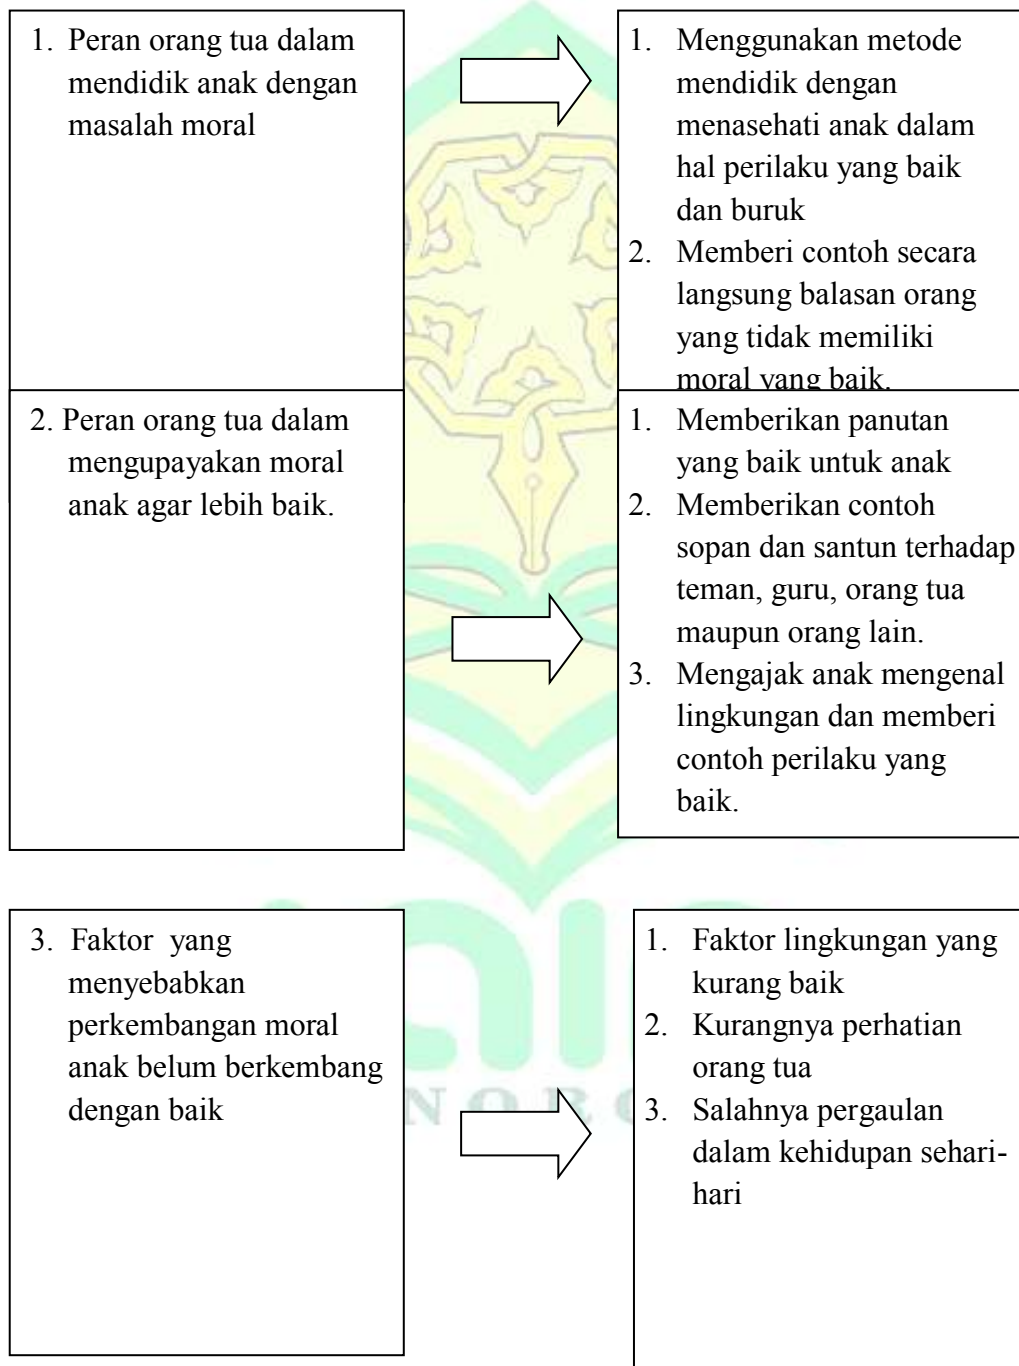 1. Peran orang tua dalam
mendidik anak dengan
masalah moral
1. Menggunakan metode
mendidik dengan
menasehati anak dalam
hal perilaku yang baik
dan buruk
2. Memberi contoh secara
langsung balasan orang
yang tidak memiliki
moral yang baik.
2. Peran orang tua dalam
mengupayakan moral
anak agar lebih baik.
1. Memberikan panutan
yang baik untuk anak
2. Memberikan contoh
sopan dan santun terhadap
teman, guru, orang tua
maupun orang lain.
3. Mengajak anak mengenal
lingkungan dan memberi
contoh perilaku yang
baik.
3. Faktor yang
menyebabkan
perkembangan moral
anak belum berkembang
dengan baik
1. Faktor lingkungan yang
kurang baik
2. Kurangnya perhatian
orang tua
3. Salahnya pergaulan
dalam kehidupan sehari-
hari